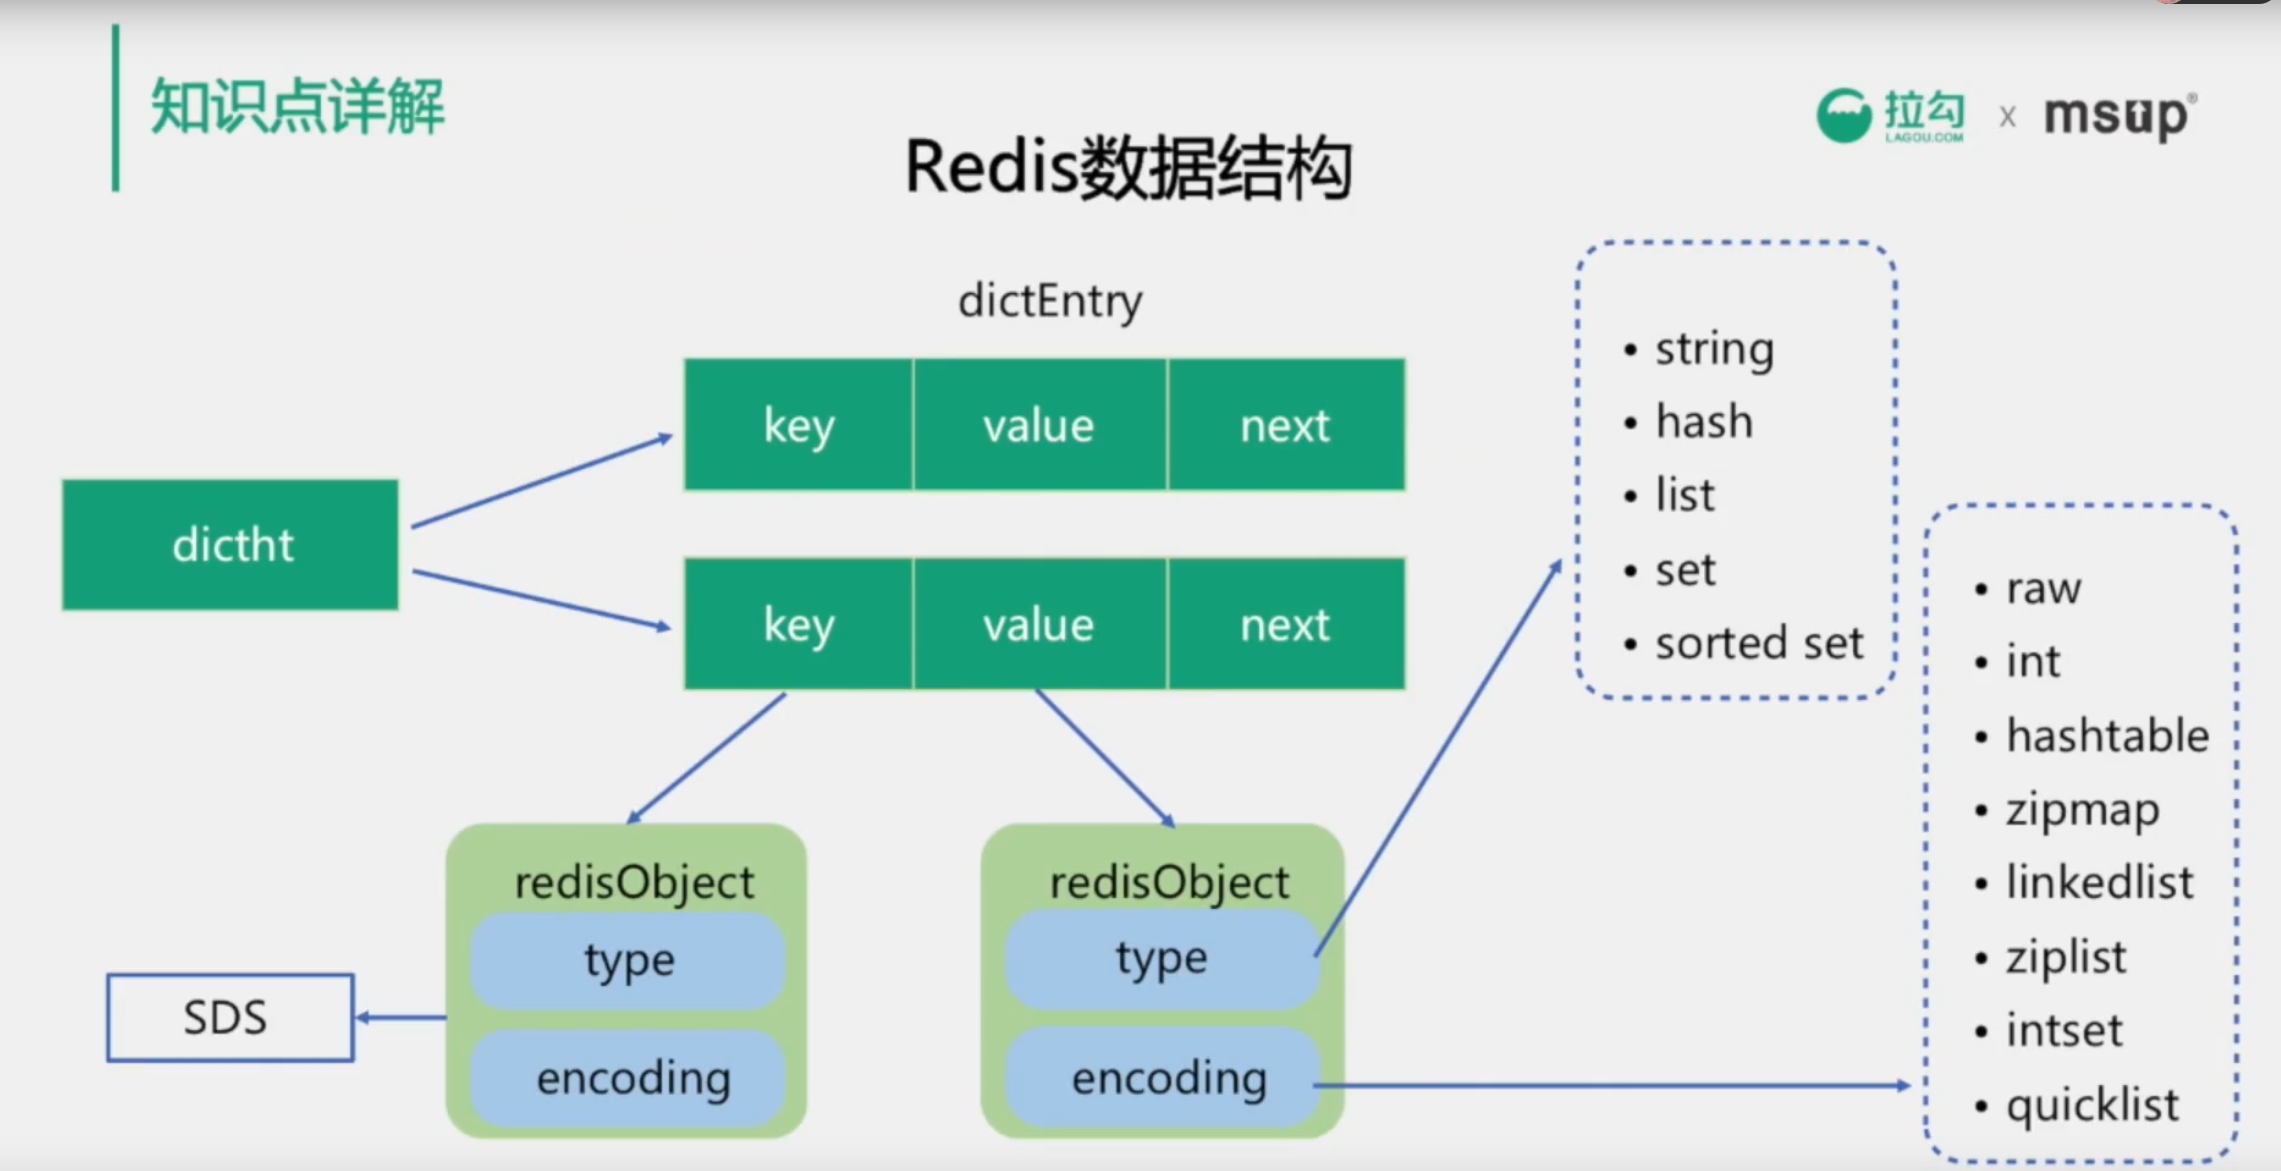 知识点详解
拉勾
LAGOU.COM
x
msup®
Redis数据结构
dictEntry
key value next
dictht
key value next
redisObject
type
encoding
SDS
redisObject
type
encoding
• string
• hash
• list
• set
• sorted set
• raw
• int
• hashtable
• zipmap
• linkedlist
• ziplist
• intset
• quicklist